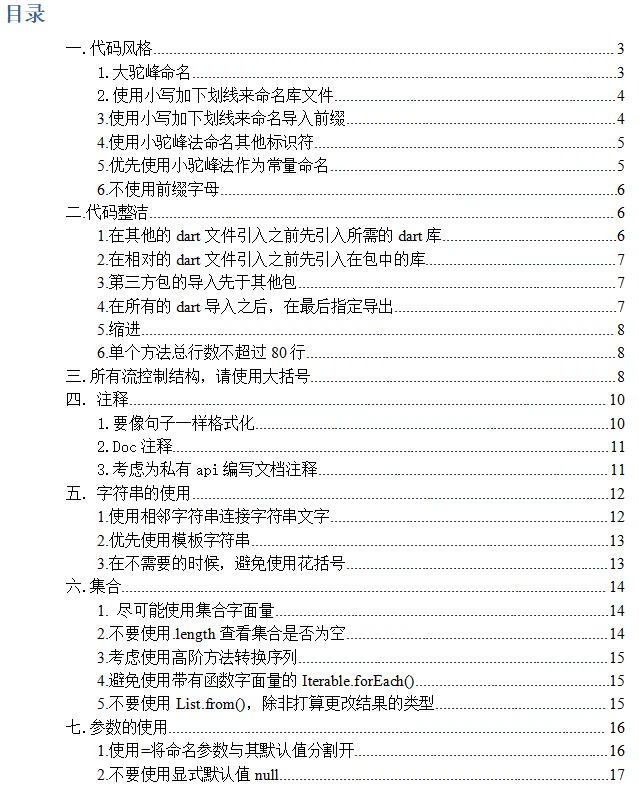 目录
一.代码风格 3
1.大驼峰命名 3
2.使用小写加下划线来命名库文件 4
3.使用小写加下划线来命名导入前缀 4
4.使用小驼峰法命名其他标识符 5
5.优先使用小驼峰法作为常量命名 5
6.不使用前缀字母 6
二.代码整洁 6
1.在其他的 dart 文件引入之前先引入所需的 dart 库 6
2.在相对的 dart 文件引入之前先引入在包中的库 7
3.第三方包的导入先于其他包 7
4.在所有的 dart 导入之后，在最后指定导出 7
5.缩进 8
6.单个方法总行数不超过 80 行 8
三.所有流控制结构，请使用大括号 8
四. 注释 10
1.要像句子一样格式化 10
2.Doc 注释 11
3.考虑为私有 api 编写文档注释 11
五. 字符串的使用 12
1.使用相邻字符串连接字符串文字 12
2.优先使用模板字符串 13
3.在不需要的时候，避免使用花括号 13
六.集合 14
1. 尽可能使用集合字面量 14
2.不要使用.length 查看集合是否为空 14
3.考虑使用高阶方法转换序列 15
4.避免使用带有函数字面量的 Iterable.forEach() 15
5.不要使用 List.from()，除非打算更改结果的类型 15
七.参数的使用 16
1.使用=将命名参数与其默认值分割开 16
2.不要使用显式默认值 null 17